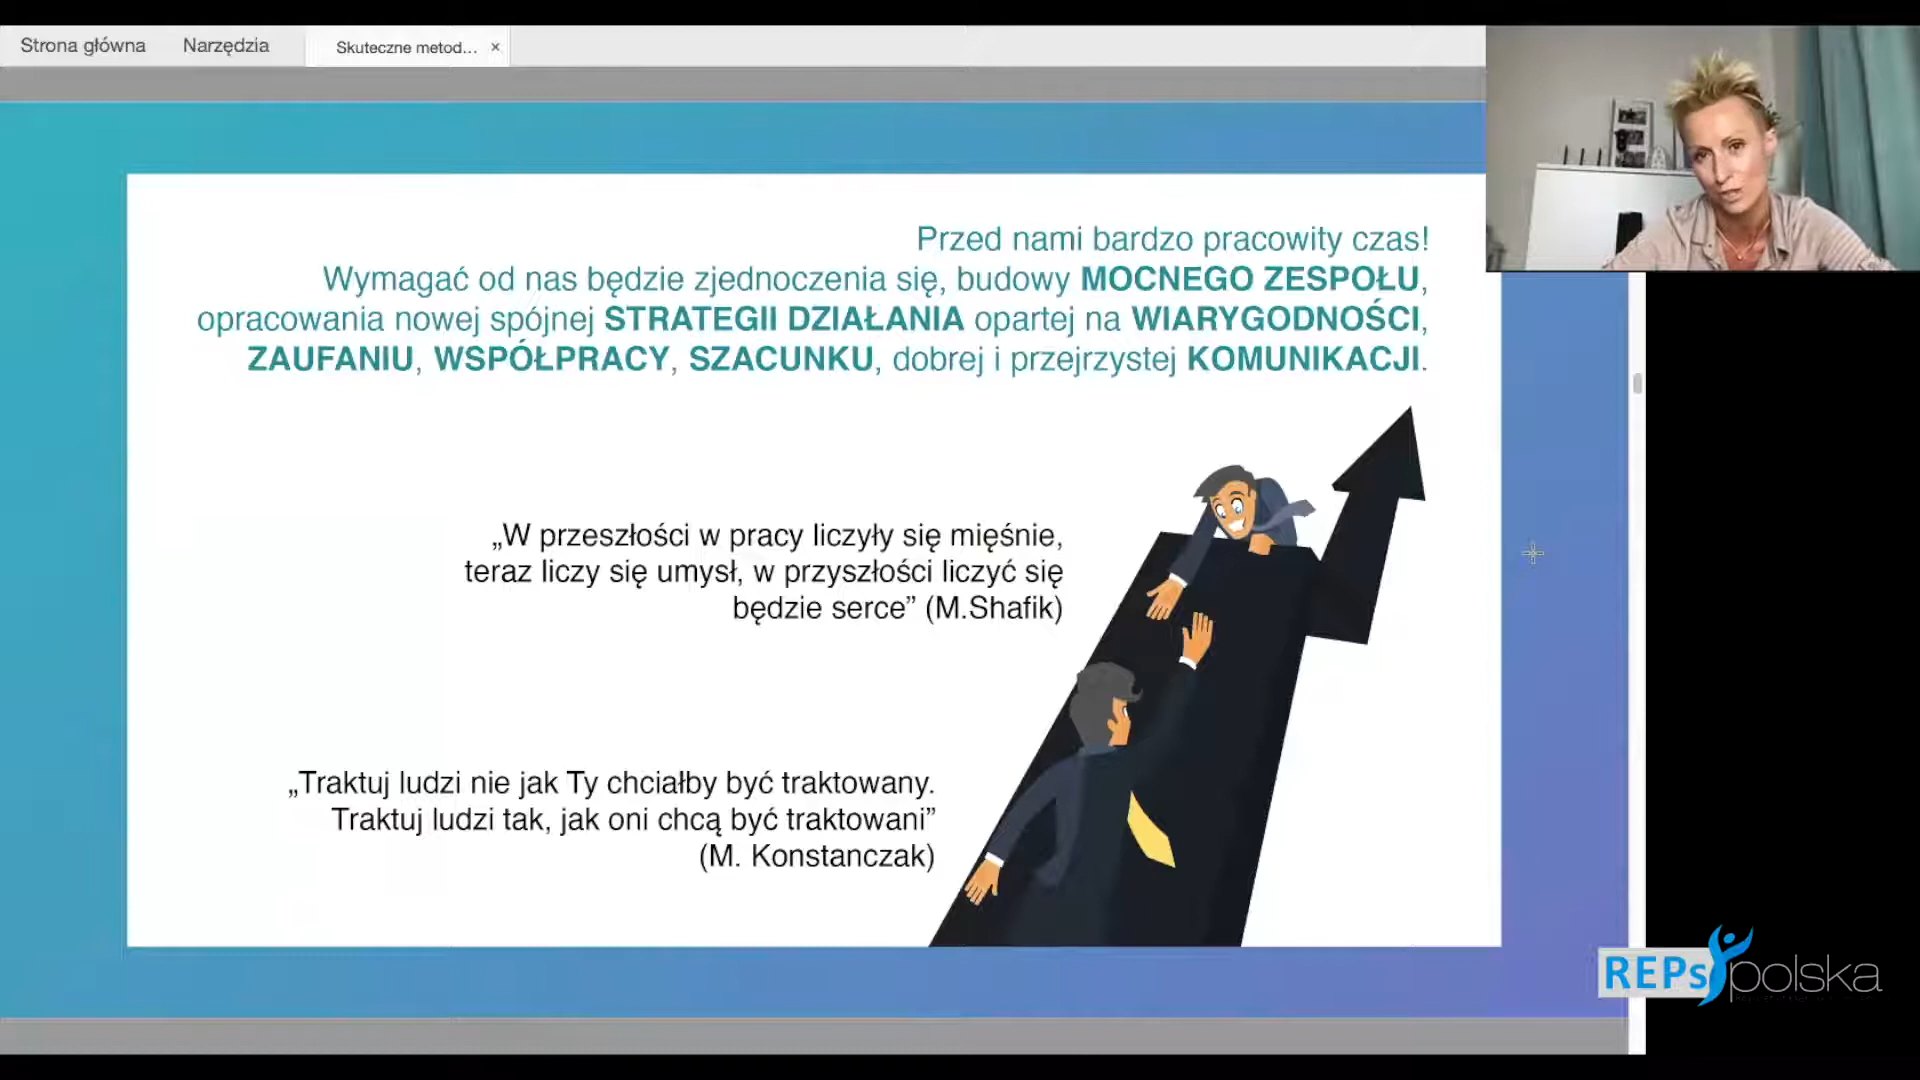 Strona główna
Narzędzia
Skuteczne metod... ×
Przed nami bardzo pracowity czas!
Wymagać od nas będzie zjednoczenia się, budowy MOCNEGO ZESPOŁU,
opracowania nowej spójnej STRATEGII DZIAŁANIA opartej na WIARYGODNOŚCI,
ZAUFANIU, WSPÓŁPRACY, SZACUNKU, dobrej i przejrzystej KOMUNIKACJI.
„W przeszłości w pracy liczyły się mięśnie,
teraz liczy się umysł, w przyszłości liczyć się
będzie serce” (M.Shafik)
„Traktuj ludzi nie jak Ty chciałby być traktowany.
Traktuj ludzi tak, jak oni chcą być traktowani”
(M. Konstanczak)
REPs polska